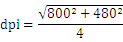 dpi = √(800² + 480²) / 4